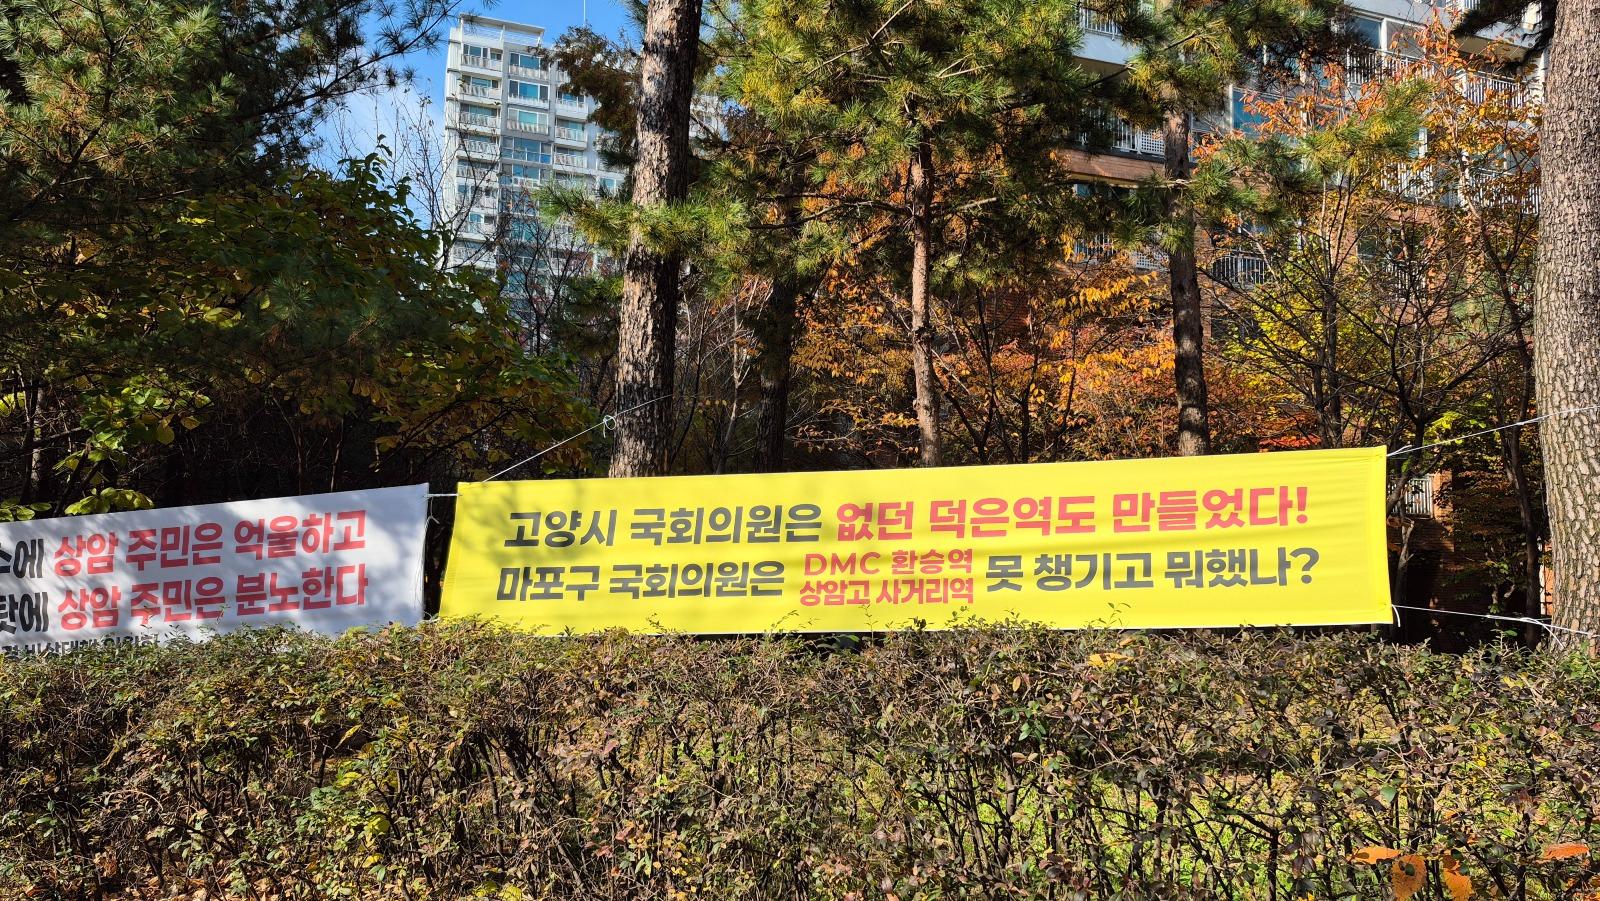 상암 주민은 억울하고
상암 주민은 분노한다
고양시 국회의원은 없던 덕은역도 만들었다!
마포구 국회의원은 DMC 환승역 상암고 사거리역 못 챙기고 뭐했나?